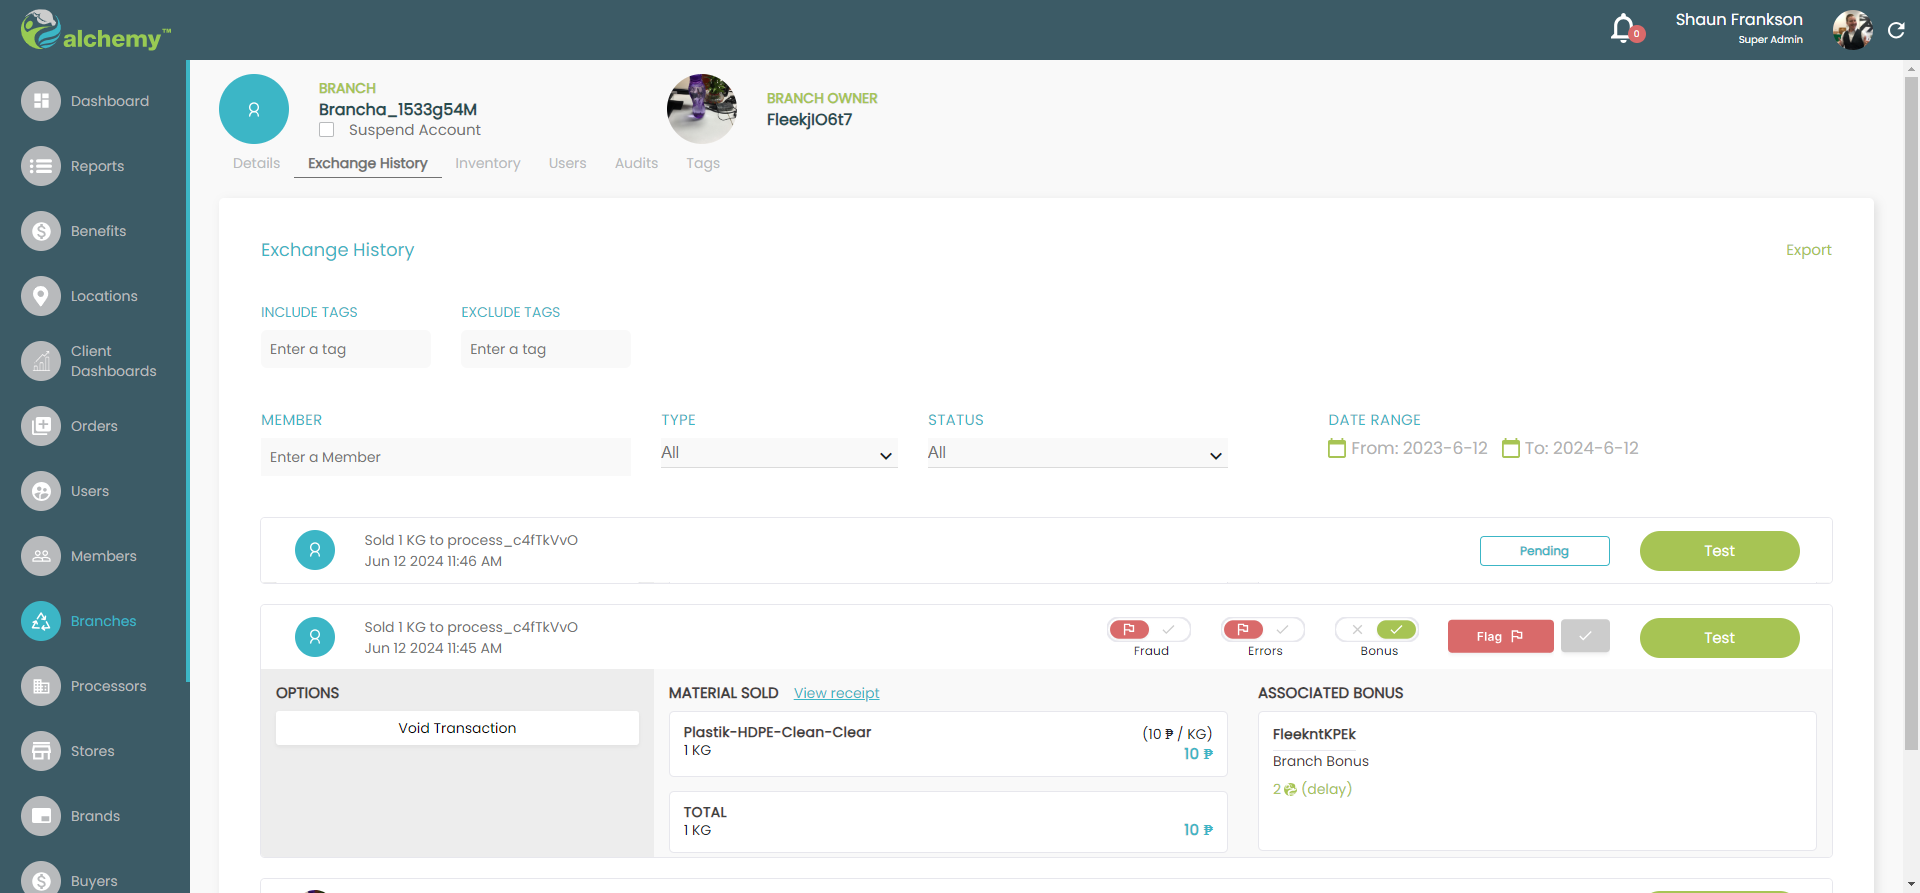 alchemy™
0
Shaun Frankson
Super Admin
Dashboard
Reports
Benefits
Locations
Client
Dashboards
Orders
Users
Members
Branches
Processors
Stores
Brands
Buyers
BRANCH
Brancha_1533g54M
Suspend Account
BRANCH OWNER
FleekjIO6t7
Details
Exchange History
Inventory
Users
Audits
Tags
Exchange History
Export
INCLUDE TAGS
EXCLUDE TAGS
Enter a tag
Enter a tag
MEMBER
TYPE
STATUS
DATE RANGE
Enter a Member
All
All
From: 2023-6-12
To: 2024-6-12
Sold 1 KG to process_c4fTkVvO
Jun 12 2024 11:46 AM
Pending
Test
Sold 1 KG to process_c4fTkVvO
Jun 12 2024 11:45 AM
Fraud
Errors
Bonus
Flag
Test
OPTIONS
Void Transaction
MATERIAL SOLD
View receipt
Plastik-HDPE-Clean-Clear
(10 ₱ / KG)
1 KG
10 ₱
TOTAL
1 KG
10 ₱
ASSOCIATED BONUS
FleekntKPEk
Branch Bonus
2 (delay)